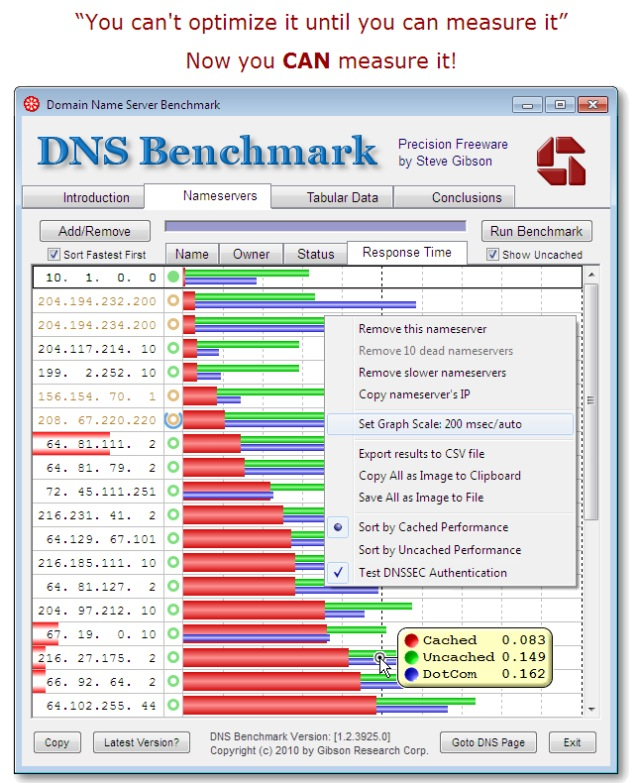 “You can't optimize it until you can measure it”
Now you CAN measure it!
Domain Name Server Benchmark
DNS Benchmark
Precision Freeware
by Steve Gibson
Introduction Nameservers Tabular Data Conclusions
Add/Remove Run Benchmark
Sort Fastest First Name Owner Status Response Time Show Uncached
10. 1. 0. 0
204.194.232.200
204.194.234.200
204.117.214. 10
199. 2.252. 10
156.154. 70. 1
208. 67.220.220
64. 81.111. 2
64. 81. 79. 2
72. 45.111.251
216.231. 41. 2
64.129. 67.101
216.185.111. 10
64. 81.127. 2
204. 97.212. 10
67. 19. 0. 10
216. 27.175. 2
66. 92. 64. 2
64.102.255. 44
Remove this nameserver
Remove 10 dead nameservers
Remove slower nameservers
Copy nameserver's IP
Set Graph Scale: 200 msec/auto
Export results to CSV file
Copy All as Image to Clipboard
Save All as Image to File
Sort by Cached Performance
Sort by Uncached Performance
Test DNSSEC Authentication
Cached 0.083
Uncached 0.149
DotCom 0.162
Copy Latest Version? DNS Benchmark Version: [1.2.3925.0] Goto DNS Page Exit
Copyright (c) 2010 by Gibson Research Corp.